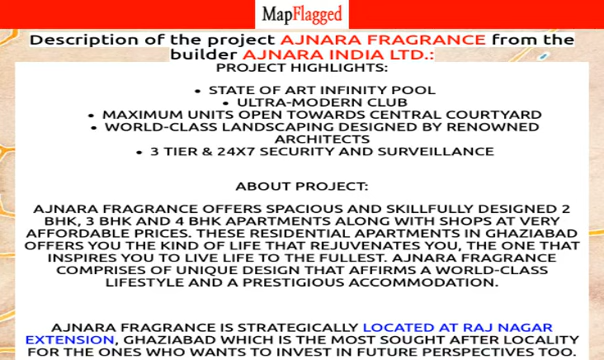 MapFlagged
Description of the project AJNARA FRAGRANCE from the
builder AJNARA INDIA LTD.:
PROJECT HIGHLIGHTS:
• STATE OF ART INFINITY POOL
• ULTRA-MODERN CLUB
• MAXIMUM UNITS OPEN TOWARDS CENTRAL COURTYARD
• WORLD-CLASS LANDSCAPING DESIGNED BY RENOWNED
ARCHITECTS
• 3 TIER & 24X7 SECURITY AND SURVEILLANCE
ABOUT PROJECT:
AJNARA FRAGRANCE OFFERS SPACIOUS AND SKILLFULLY DESIGNED 2
BHK, 3 BHK AND 4 BHK APARTMENTS ALONG WITH SHOPS AT VERY
AFFORDABLE PRICES. THESE RESIDENTIAL APARTMENTS IN GHAZIABAD
OFFERS YOU THE KIND OF LIFE THAT REJUVENATES YOU, THE ONE THAT
INSPIRES YOU TO LIVE LIFE TO THE FULLEST. AJNARA FRAGRANCE
COMPRISES OF UNIQUE DESIGN THAT AFFIRMS A WORLD-CLASS
LIFESTYLE AND A PRESTIGIOUS ACCOMMODATION.
AJNARA FRAGRANCE IS STRATEGICALLY LOCATED AT RAJ NAGAR
EXTENSION, GHAZIABAD WHICH IS THE MOST SOUGHT AFTER LOCALITY
FOR THE ONES WHO WANTS TO INVEST IN FUTURE PERSPECTIVES TOO.